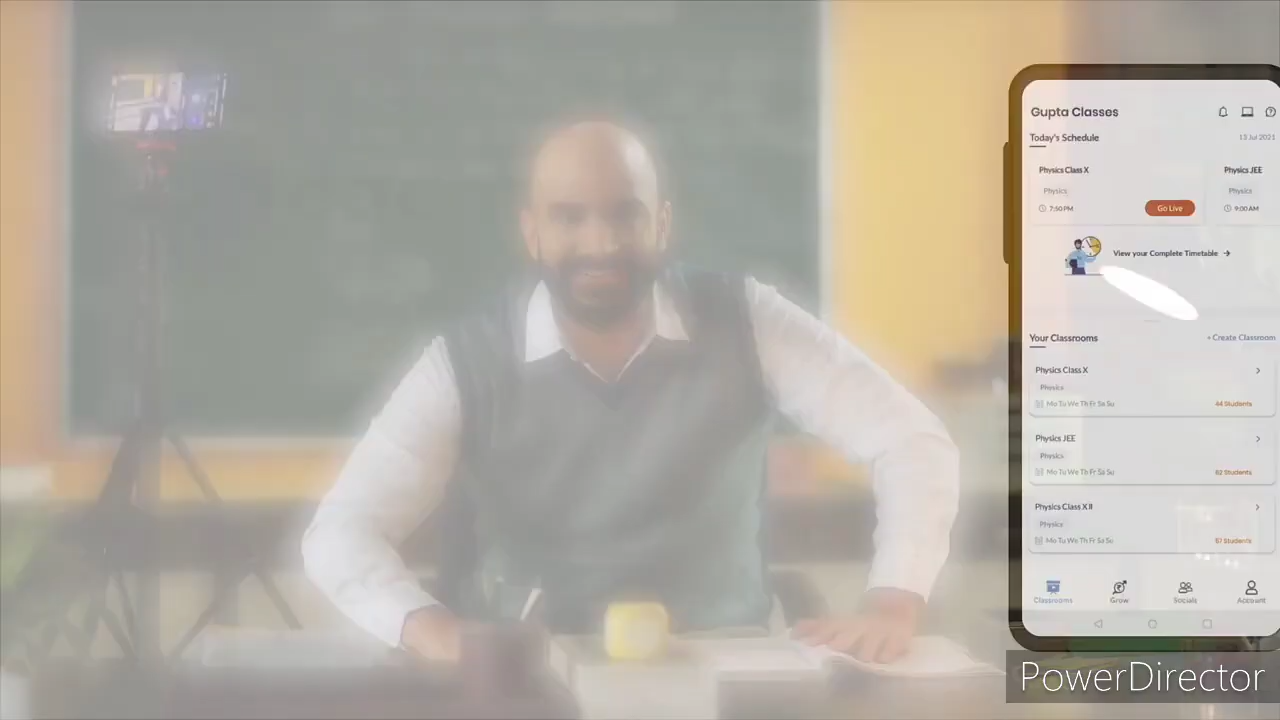 Gupta Classes
Today's Schedule
13 Jul 2021
Physics Class X
Physics JEE
Physics
Physics
7:50 PM
Go Live
9:00 AM
View your Complete Timetable →
Your Classrooms
+ Create Classroom
Physics Class X
Physics
Mo Tu We Th Fr Sa Su
44 Students
Physics JEE
Physics
Mo Tu We Th Fr Sa Su
62 Students
Physics Class XII
Physics
Mo Tu We Th Fr Sa Su
57 Students
Classrooms
Grow
Socials
Account
PowerDirector